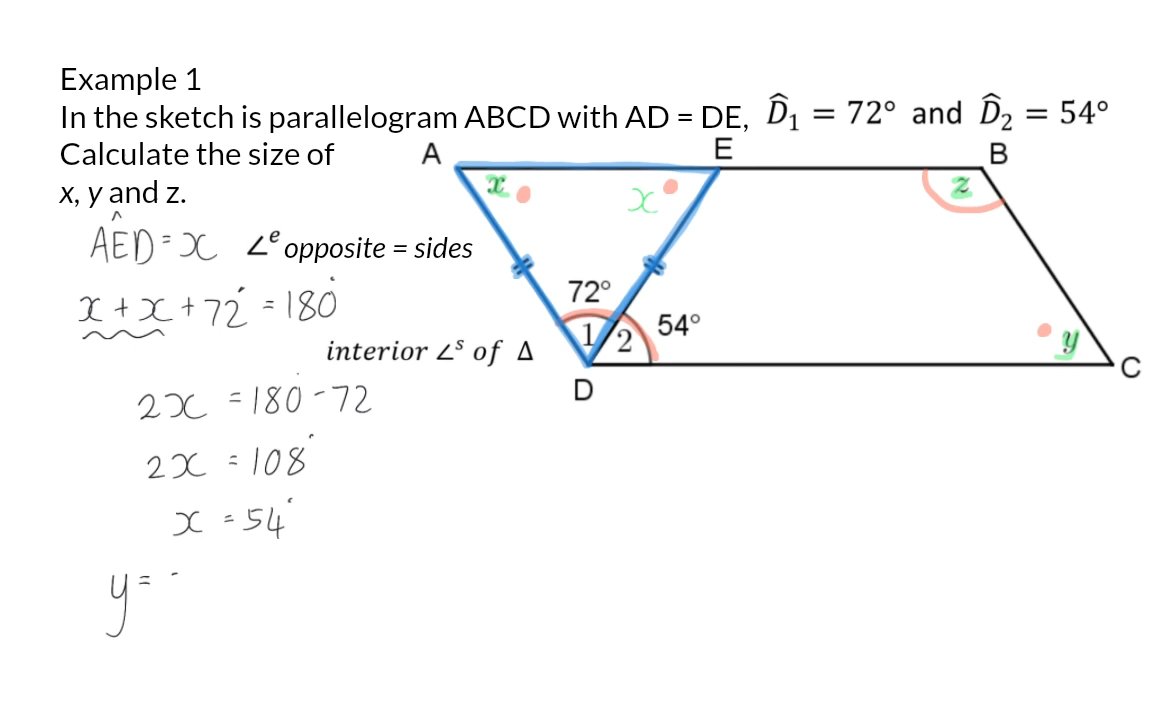 Example 1
In the sketch is parallelogram ABCD with AD = DE, D̂₁ = 72° and D̂₂ = 54°
Calculate the size of
x, y and z.
A
E
B
x
x
z
AÊD = x ∠ᵉ opposite = sides
72°
x + x + 72° = 180°
1
2
54°
y
interior ∠ˢ of Δ
C
D
2x = 180° - 72
2x = 108°
x = 54°
y = -